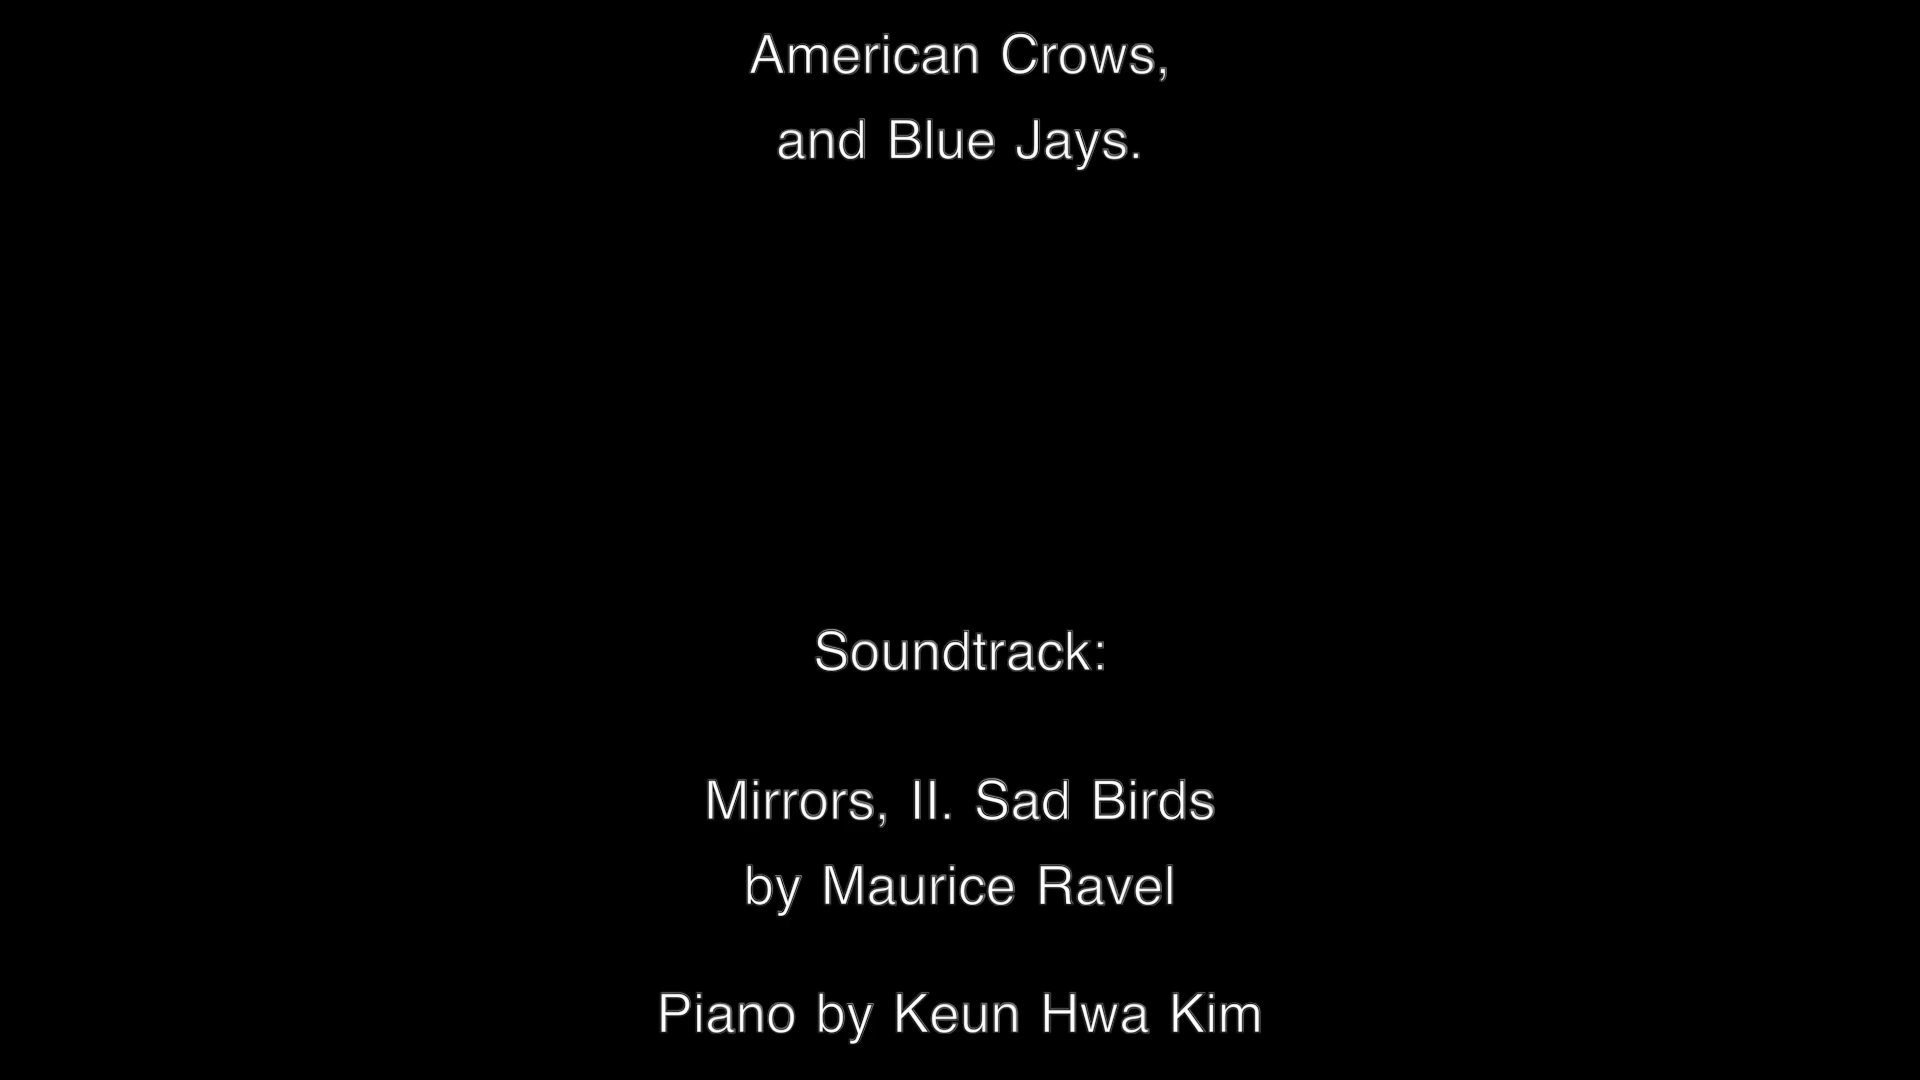 American Crows,
and Blue Jays.
Soundtrack:
Mirrors, II. Sad Birds
by Maurice Ravel
Piano by Keun Hwa Kim